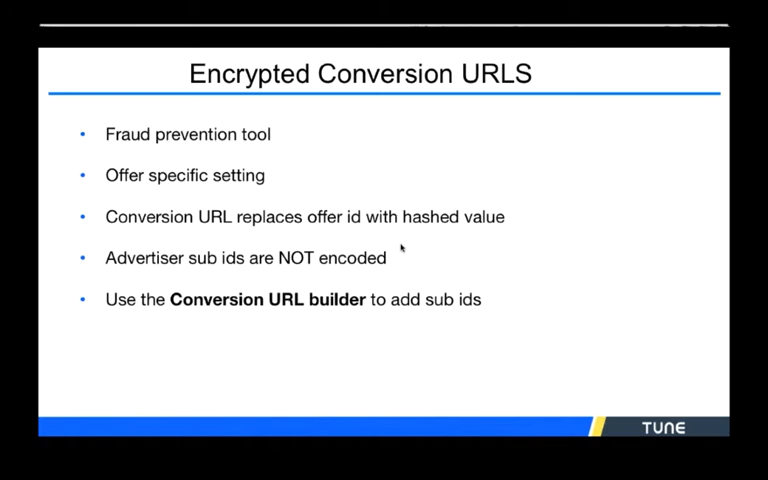 Encrypted Conversion URLS
• Fraud prevention tool
• Offer specific setting
• Conversion URL replaces offer id with hashed value
• Advertiser sub ids are NOT encoded
• Use the Conversion URL builder to add sub ids
TUNE